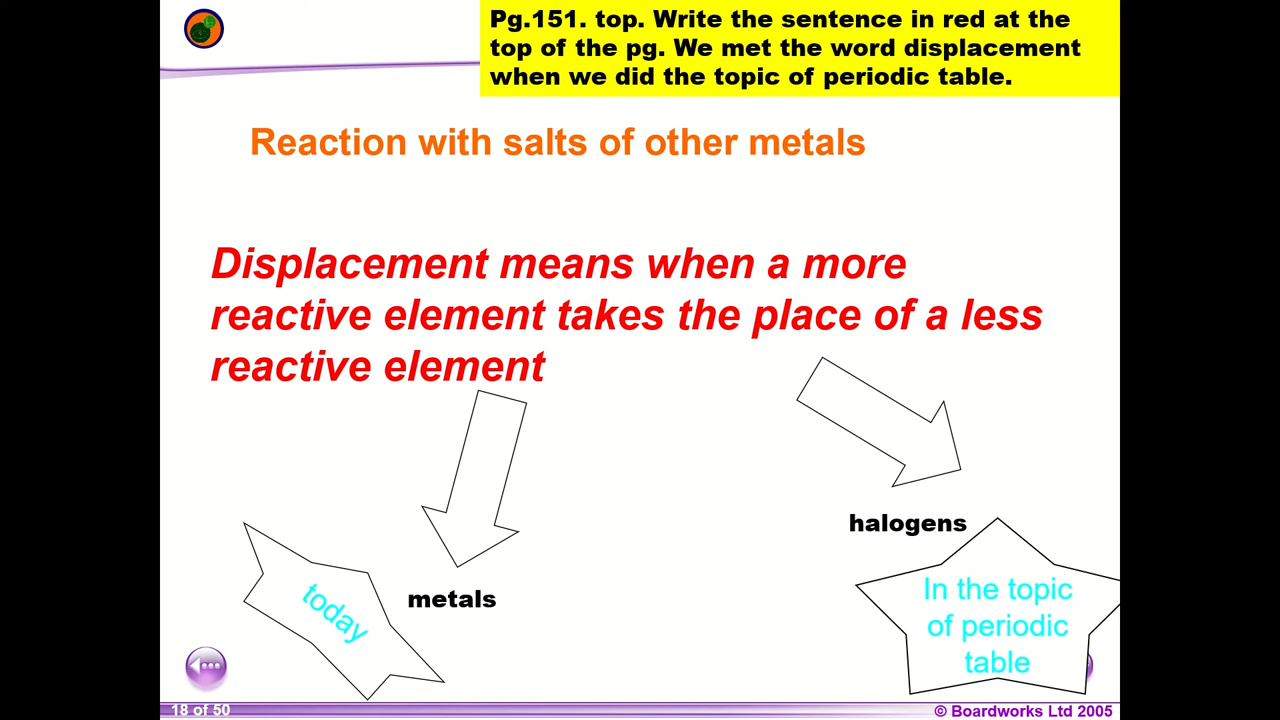 Pg.151. top. Write the sentence in red at the
top of the pg. We met the word displacement
when we did the topic of periodic table.
Reaction with salts of other metals
Displacement means when a more
reactive element takes the place of a less
reactive element
halogens
metals
today
In the topic
of periodic
table
18 of 50
© Boardworks Ltd 2005